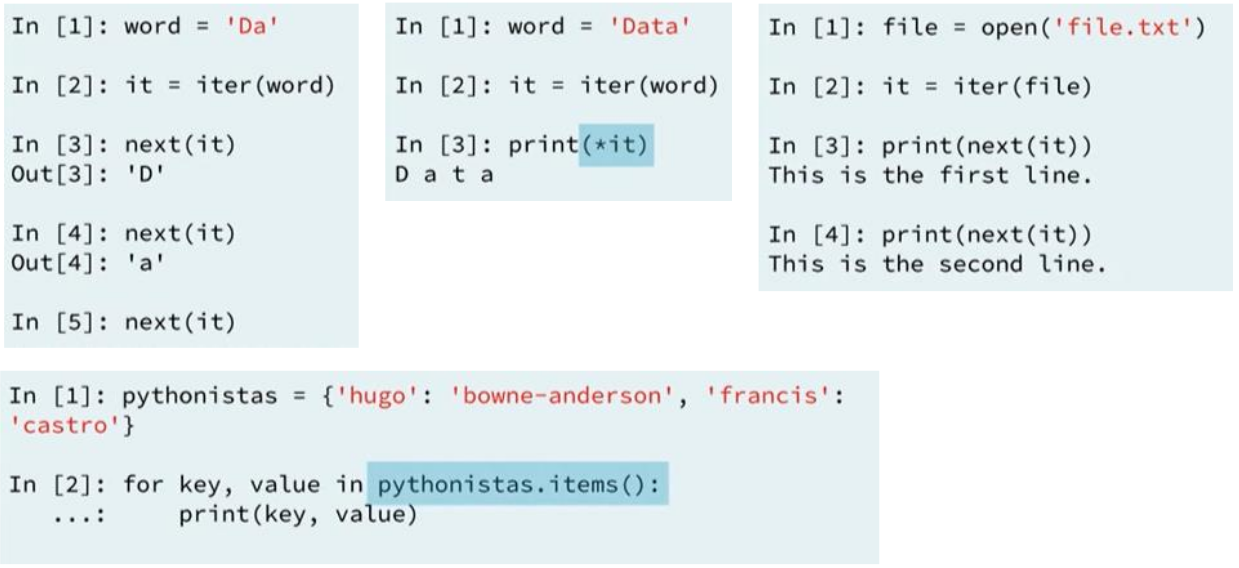 In [1]: word = 'Da'
In [2]: it = iter(word)
In [3]: next(it)
Out[3]: 'D'
In [4]: next(it)
Out[4]: 'a'
In [5]: next(it)
In [1]: word = 'Data'
In [2]: it = iter(word)
In [3]: print(*it)
D a t a
In [1]: file = open('file.txt')
In [2]: it = iter(file)
In [3]: print(next(it))
This is the first line.
In [4]: print(next(it))
This is the second line.
In [1]: pythonistas = {'hugo': 'bowne-anderson', 'francis':
'castro'}
In [2]: for key, value in pythonistas.items():
   ...:     print(key, value)